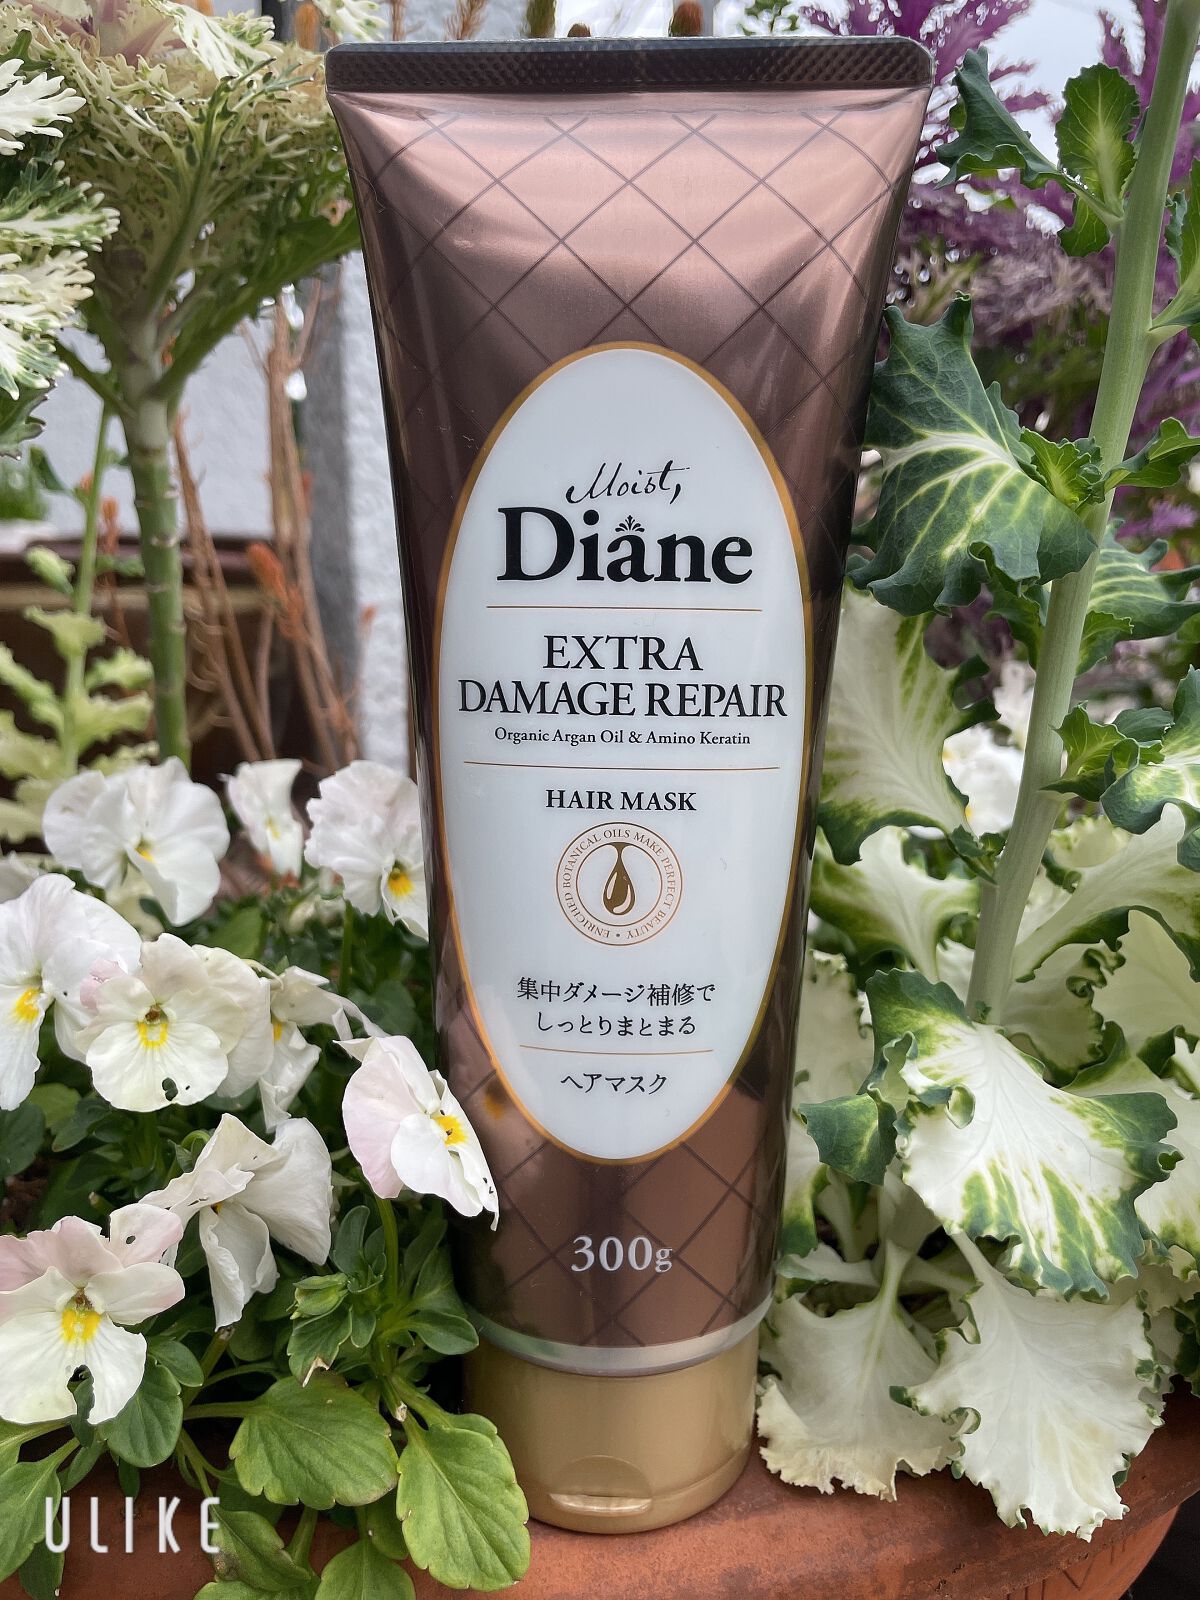 Moist,
Diane
EXTRA
DAMAGE REPAIR
Organic Argan Oil & Amino Keratin
HAIR MASK
ENRICHED BOTANICAL OILS MAKE PERFECT BEAUTY •
集中ダメージ補修で
しっとりまとまる
ヘアマスク
300g
ULIKE